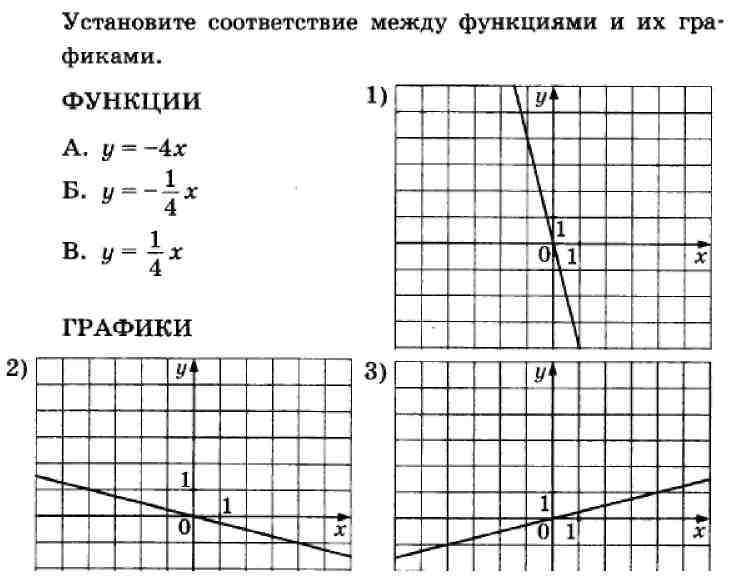 Установите соответствие между функциями и их гра-
фиками.
ФУНКЦИИ
А. y = –4x
Б. y = –1/4 x
В. y = 1/4 x
ГРАФИКИ
1)
y
1
0 1 x
2)
y
1
1
0 x
3)
y
1
0 1 x